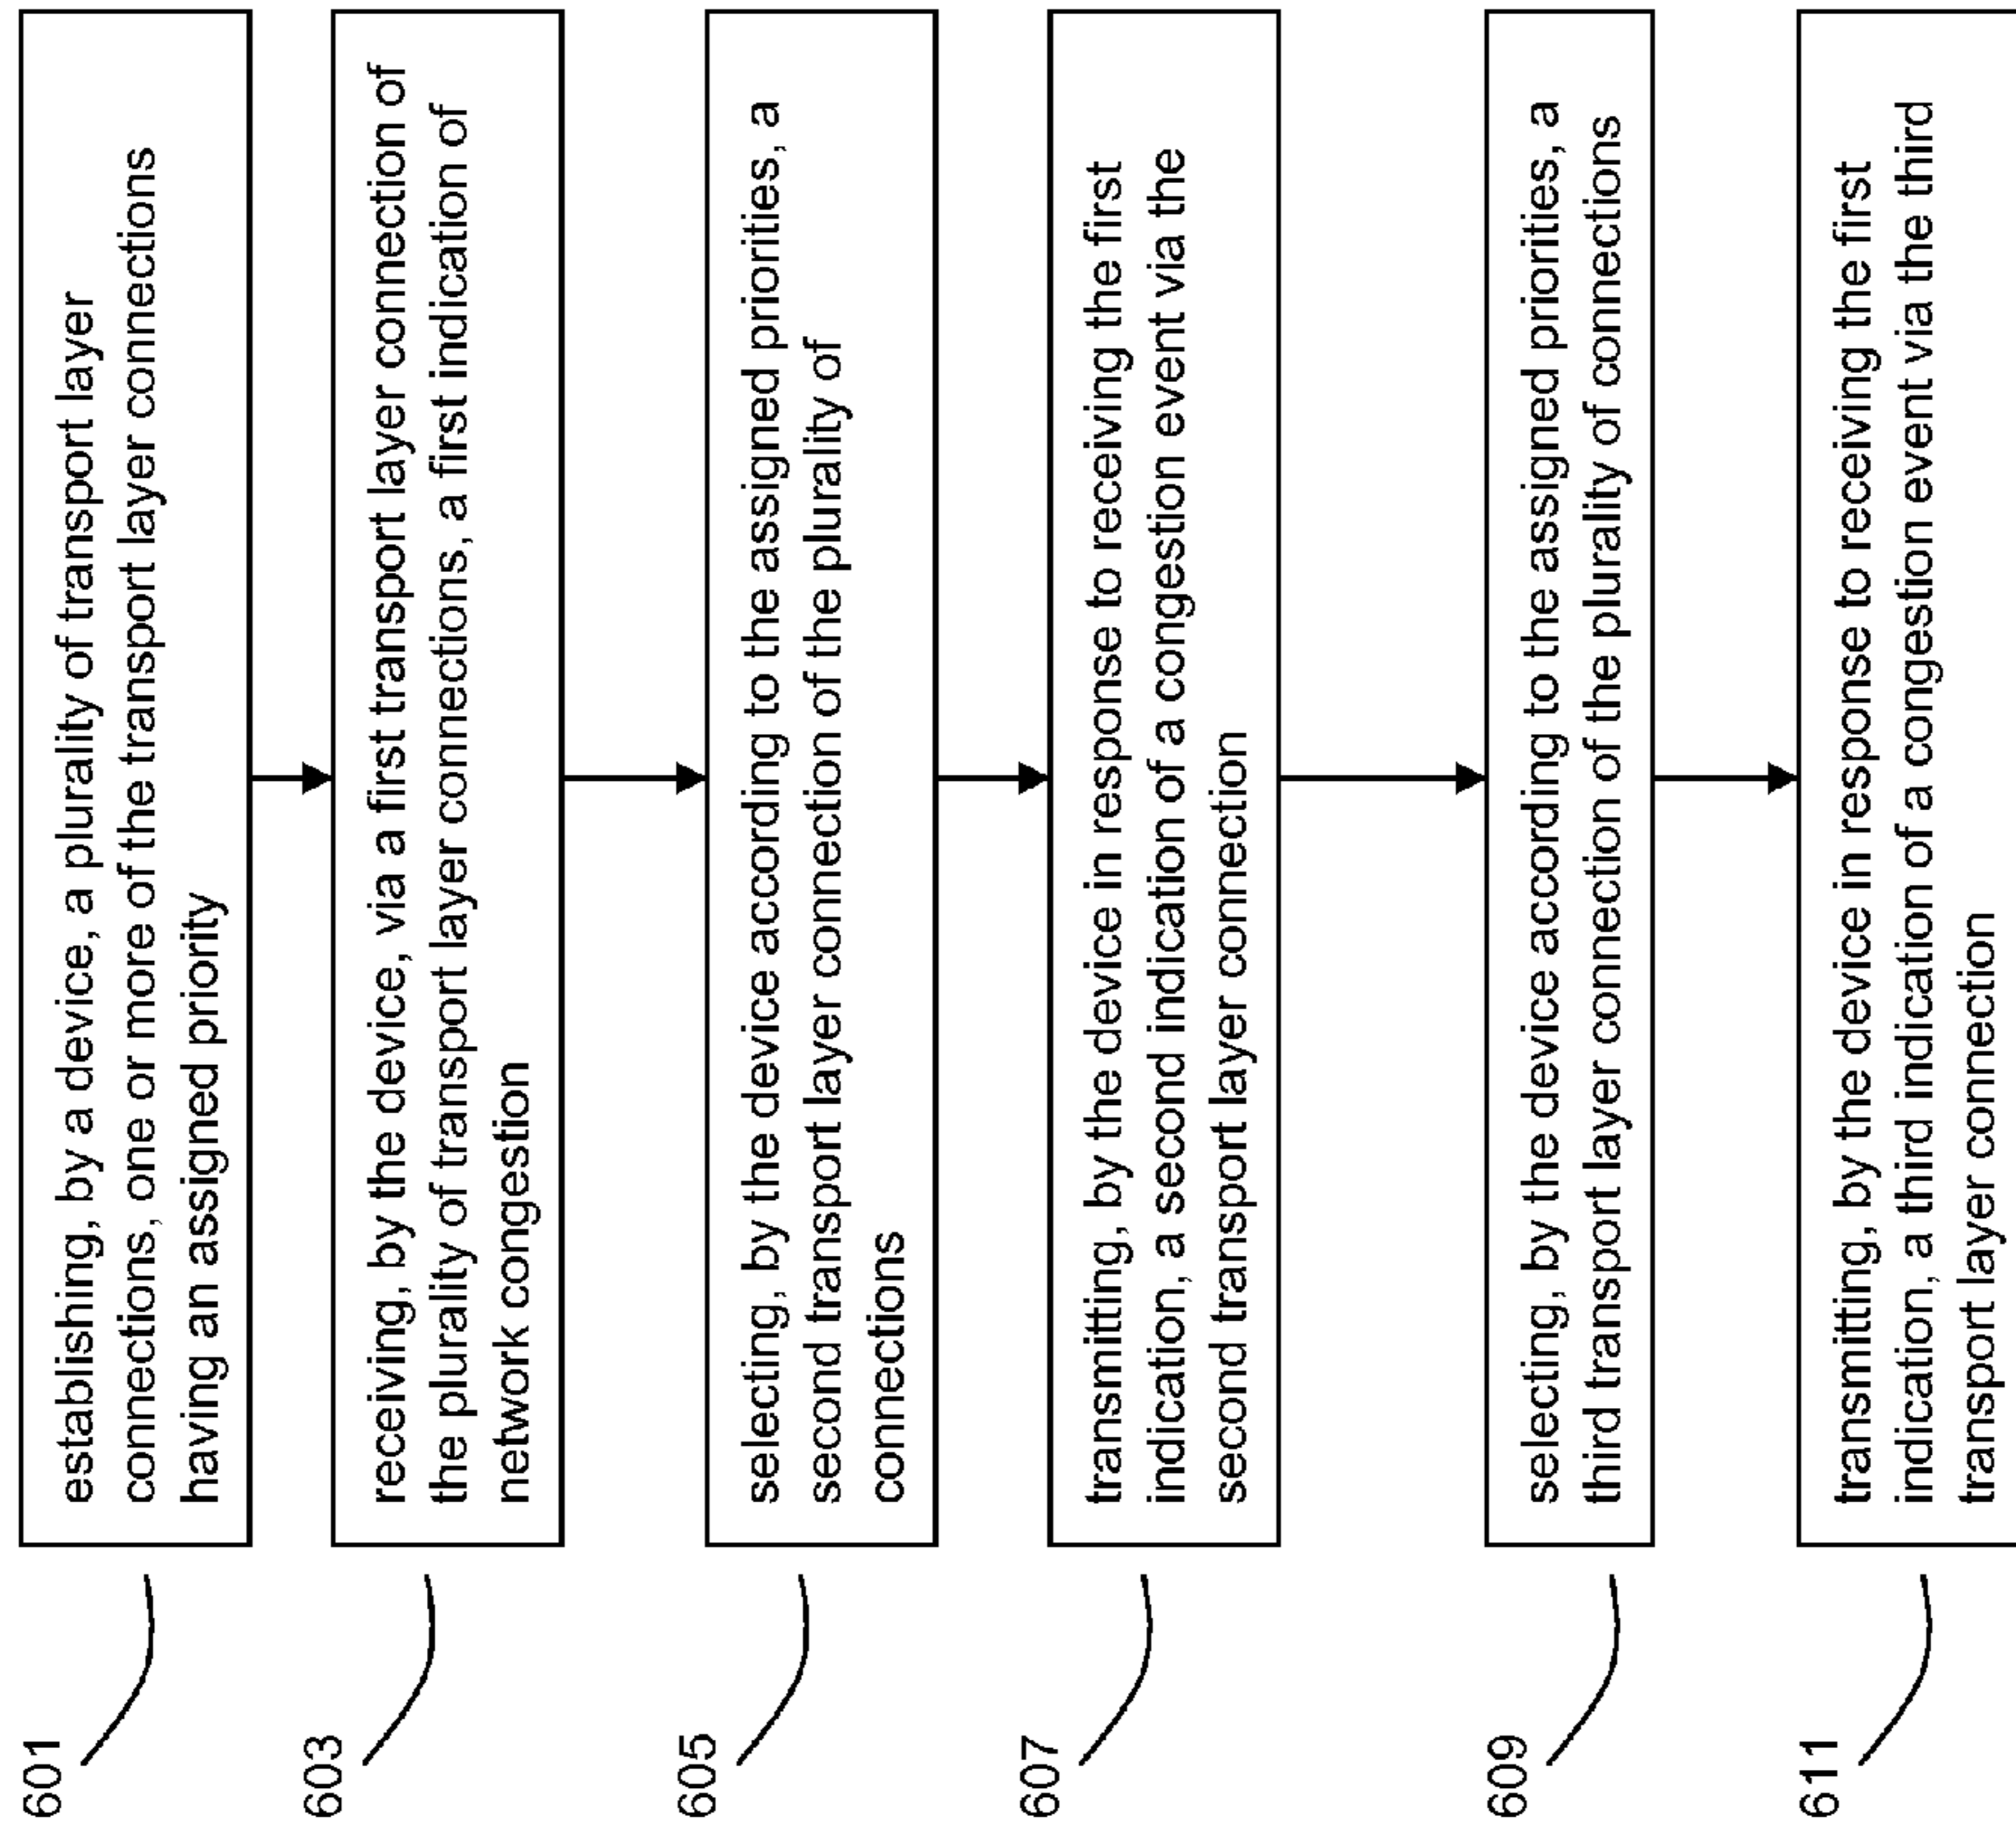 601
establishing, by a device, a plurality of transport layer
connections, one or more of the transport layer connections
having an assigned priority
603
receiving, by the device, via a first transport layer connection of
the plurality of transport layer connections, a first indication of
network congestion
605
selecting, by the device according to the assigned priorities, a
second transport layer connection of the plurality of
connections
607
transmitting, by the device in response to receiving the first
indication, a second indication of a congestion event via the
second transport layer connection
609
selecting, by the device according to the assigned priorities, a
third transport layer connection of the plurality of connections
611
transmitting, by the device in response to receiving the first
indication, a third indication of a congestion event via the third
transport layer connection